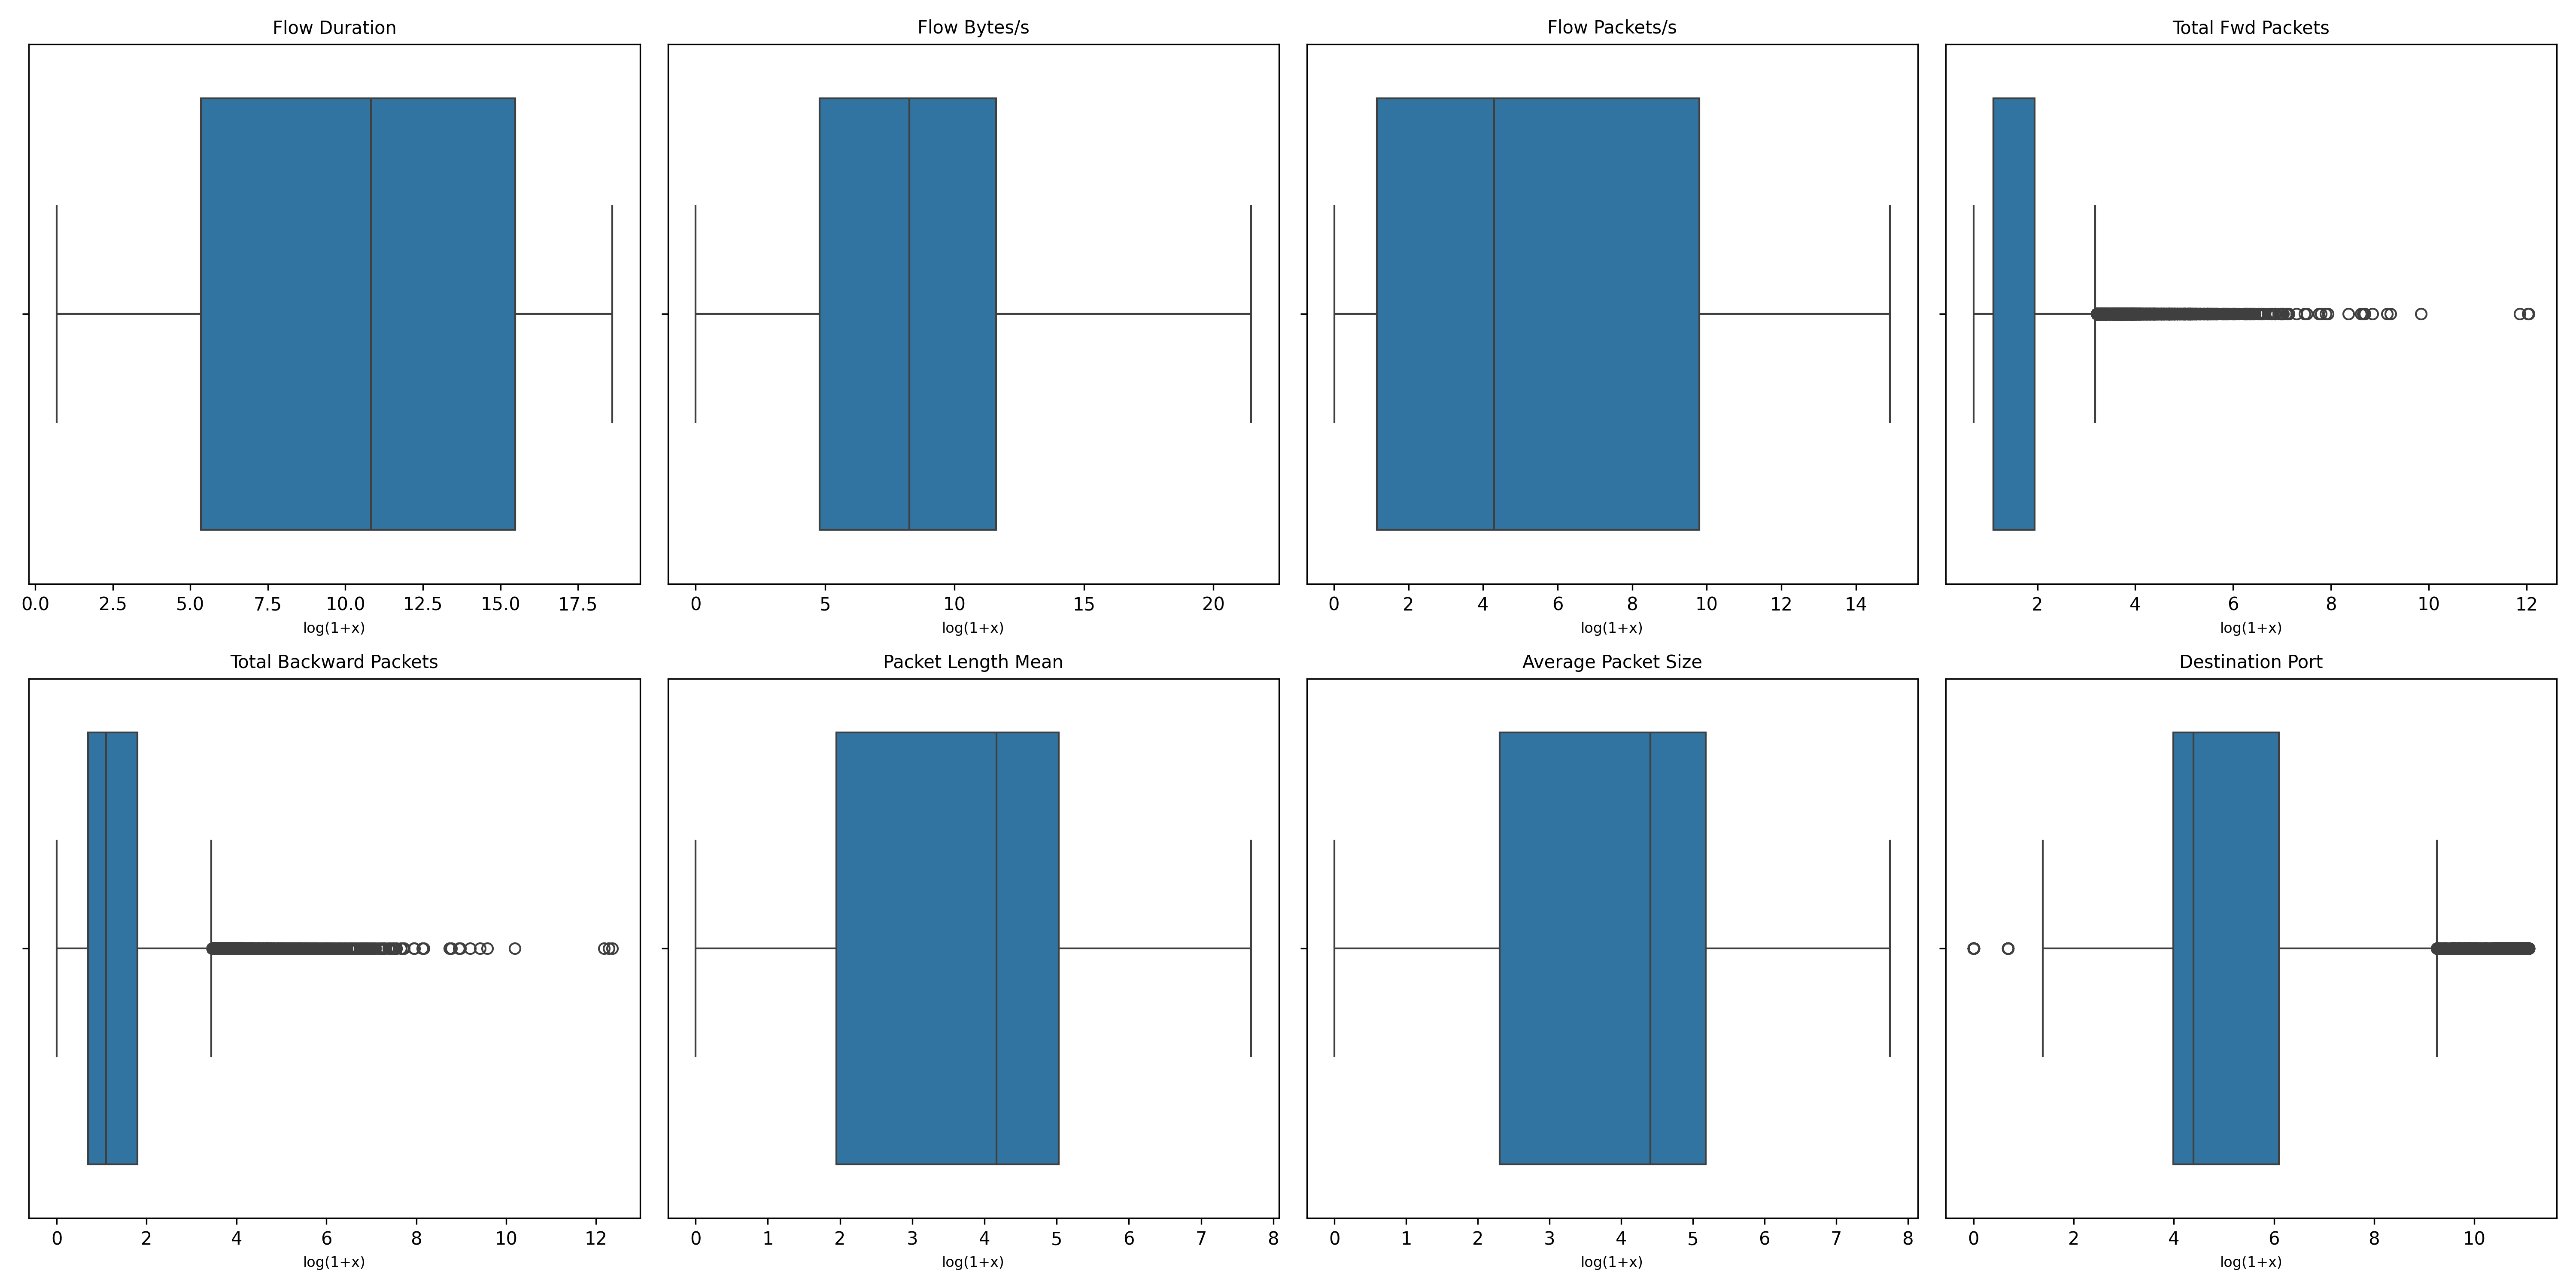 Flow Duration
0.0 2.5 5.0 7.5 10.0 12.5 15.0 17.5
log(1+x)
Flow Bytes/s
0 5 10 15 20
log(1+x)
Flow Packets/s
0 2 4 6 8 10 12 14
log(1+x)
Total Fwd Packets
2 4 6 8 10 12
log(1+x)
Total Backward Packets
0 2 4 6 8 10 12
log(1+x)
Packet Length Mean
0 1 2 3 4 5 6 7 8
log(1+x)
Average Packet Size
0 1 2 3 4 5 6 7 8
log(1+x)
Destination Port
0 2 4 6 8 10
log(1+x)